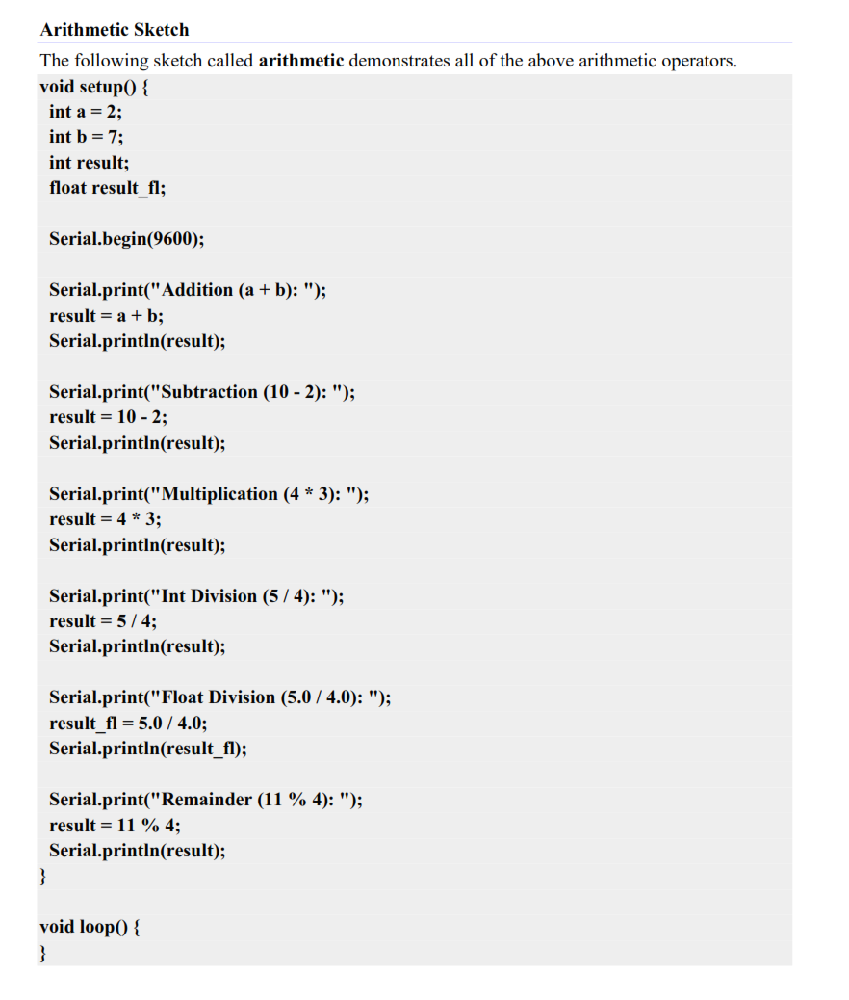 Arithmetic Sketch
The following sketch called arithmetic demonstrates all of the above arithmetic operators.
void setup() {
int a = 2;
int b = 7;
int result;
float result_fl;
Serial.begin(9600);
Serial.print("Addition (a + b): ");
result = a + b;
Serial.println(result);
Serial.print("Subtraction (10 - 2): ");
result = 10 - 2;
Serial.println(result);
Serial.print("Multiplication (4 * 3): ");
result = 4 * 3;
Serial.println(result);
Serial.print("Int Division (5 / 4): ");
result = 5 / 4;
Serial.println(result);
Serial.print("Float Division (5.0 / 4.0): ");
result_fl = 5.0 / 4.0;
Serial.println(result_fl);
Serial.print("Remainder (11 % 4): ");
result = 11 % 4;
Serial.println(result);
}
void loop() {
}